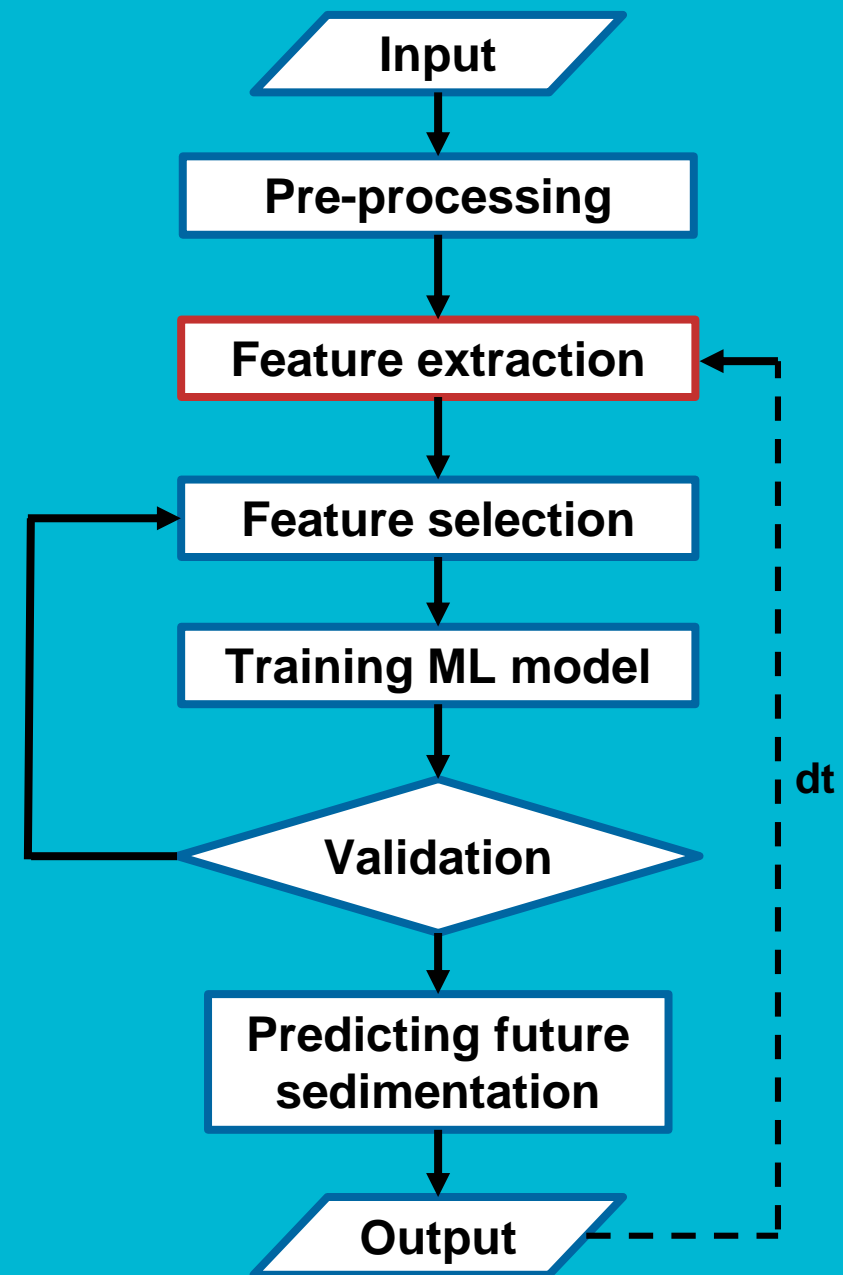 Input
Pre-processing
Feature extraction
Feature selection
Training ML model
dt
Validation
Predicting future
sedimentation
Output